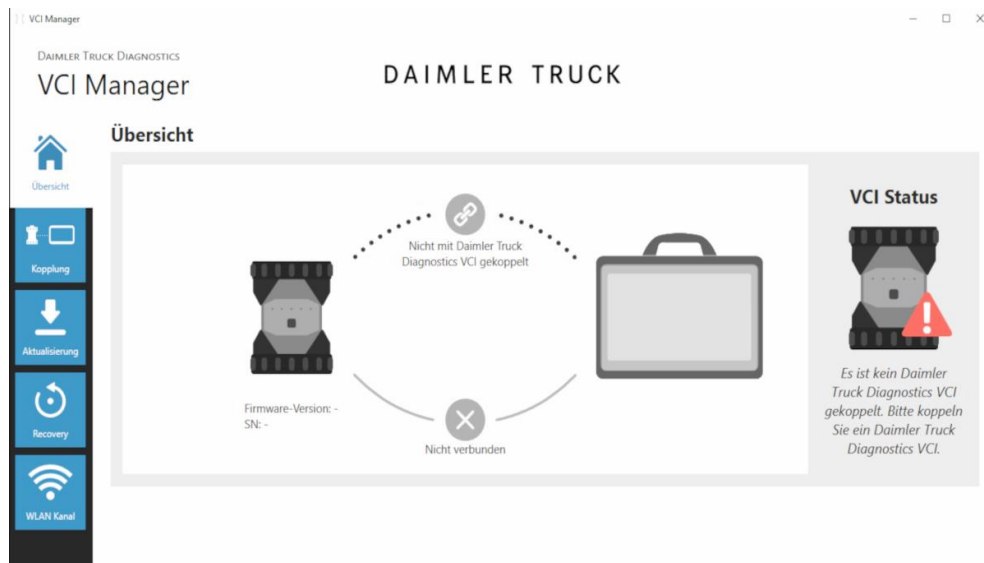 VCI Manager
DAIMLER TRUCK DIAGNOSTICS
VCI Manager
DAIMLER TRUCK
Übersicht
Übersicht
Kopplung
Aktualisierung
Recovery
WLAN Kanal
Nicht mit Daimler Truck
Diagnostics VCI gekoppelt
Firmware-Version: -
SN: -
Nicht verbunden
VCI Status
Es ist kein Daimler
Truck Diagnostics VCI
gekoppelt. Bitte koppeln
Sie ein Daimler Truck
Diagnostics VCI.